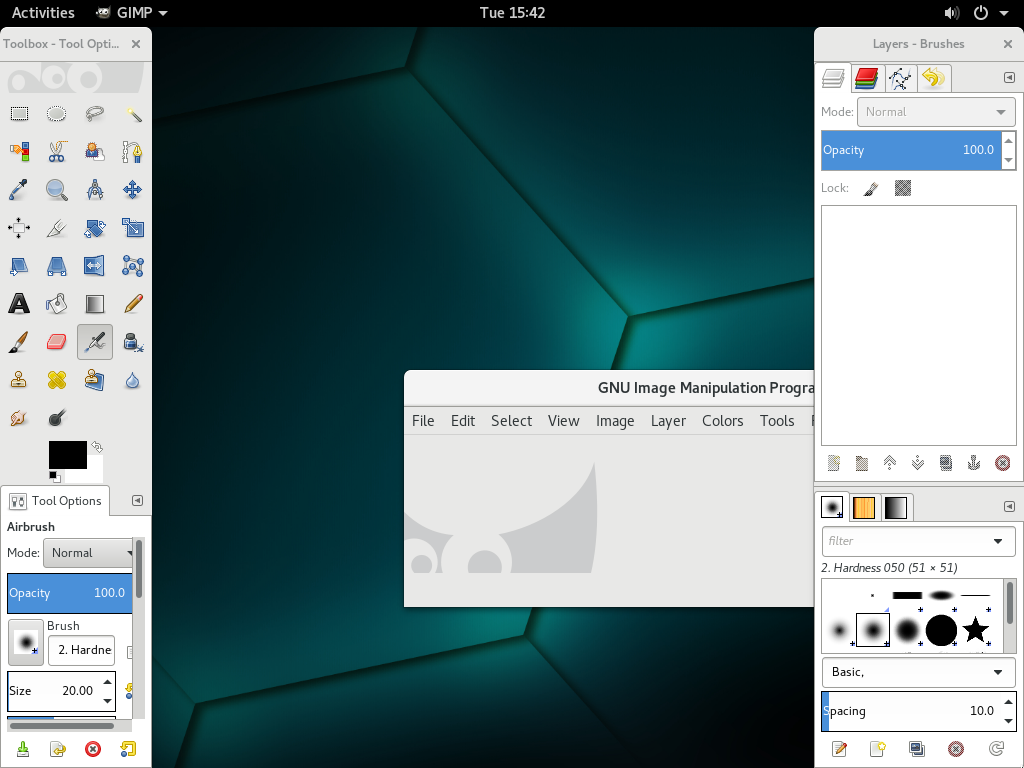 Activities GIMP Tue 15:42
Toolbox - Tool Opti...
Tool Options
Airbrush
Mode: Normal
Opacity 100.0
Brush
2. Hardne
Size 20.00
GNU Image Manipulation Progra
File Edit Select View Image Layer Colors Tools
Layers - Brushes
Mode: Normal
Opacity 100.0
Lock:
filter
2. Hardness 050 (51 × 51)
Basic,
Spacing 10.0